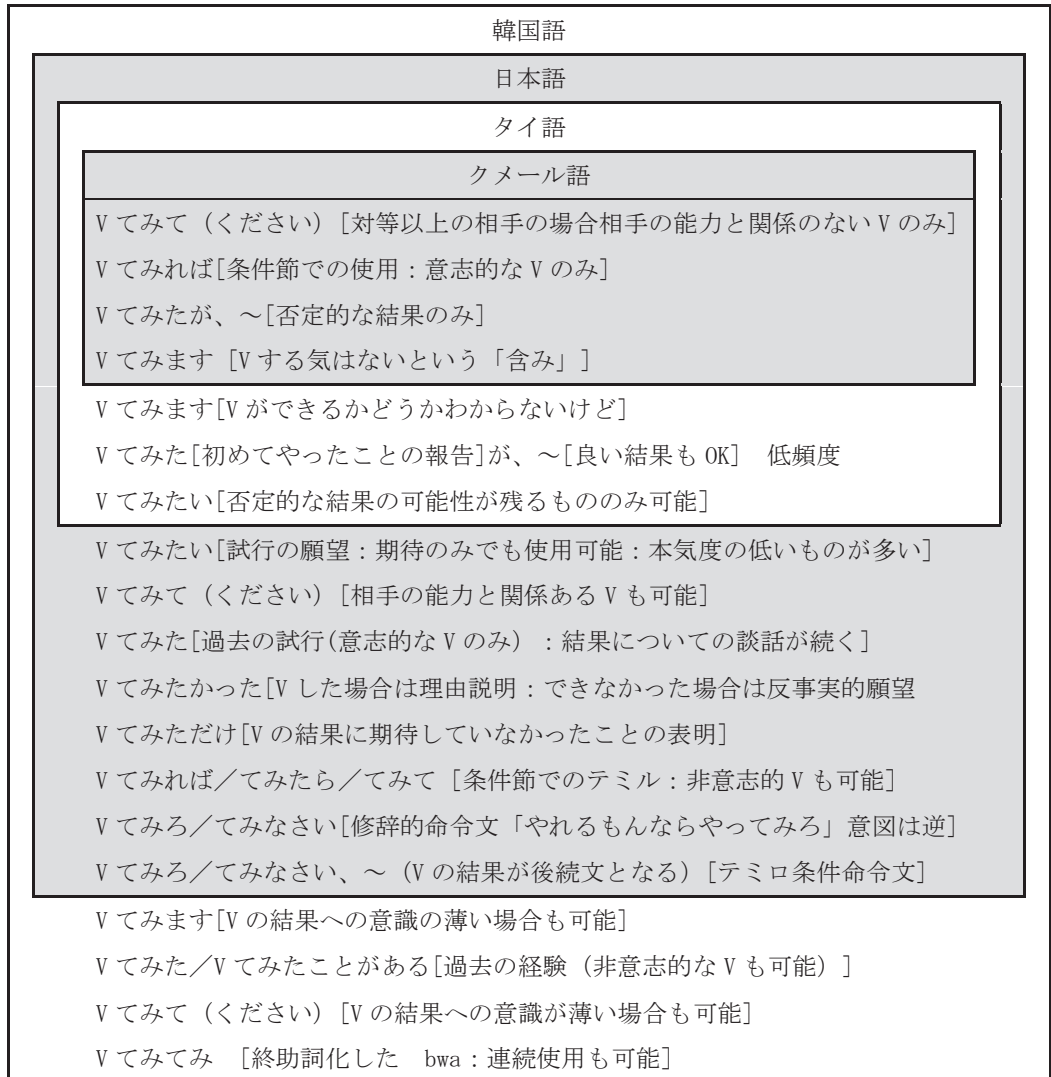 韓国語
日本語
タイ語
クメール語
V てみて（ください）[対等以上の相手の場合相手の能力と関係のない V のみ]
V てみれば[条件節での使用：意志的な V のみ]
V てみたが、～[否定的な結果のみ]
V てみます [V する気はないという「含み」]
V てみます[V ができるかどうかわからないけど]
V てみた[初めてやったことの報告]が、～[良い結果も OK]　低頻度
V てみたい[否定的な結果の可能性が残るもののみ可能]
V てみたい[試行の願望：期待のみでも使用可能：本気度の低いものが多い]
V てみて（ください）[相手の能力と関係ある V も可能]
V てみた[過去の試行(意志的な V のみ）：結果についての談話が続く]
V てみたかった[V した場合は理由説明：できなかった場合は反事実的願望
V てみただけ[V の結果に期待していなかったことの表明]
V てみれば／てみたら／てみて [条件節でのテミル：非意志的 V も可能]
V てみろ／てみなさい[修辞的命令文「やれるもんならやってみろ」意図は逆]
V てみろ／てみなさい、～（V の結果が後続文となる）[テミロ条件命令文]
V てみます[V の結果への意識の薄い場合も可能]
V てみた／V てみたことがある[過去の経験（非意志的な V も可能）]
V てみて（ください）[V の結果への意識が薄い場合も可能]
V てみてみ　[終助詞化した　bwa：連続使用も可能]